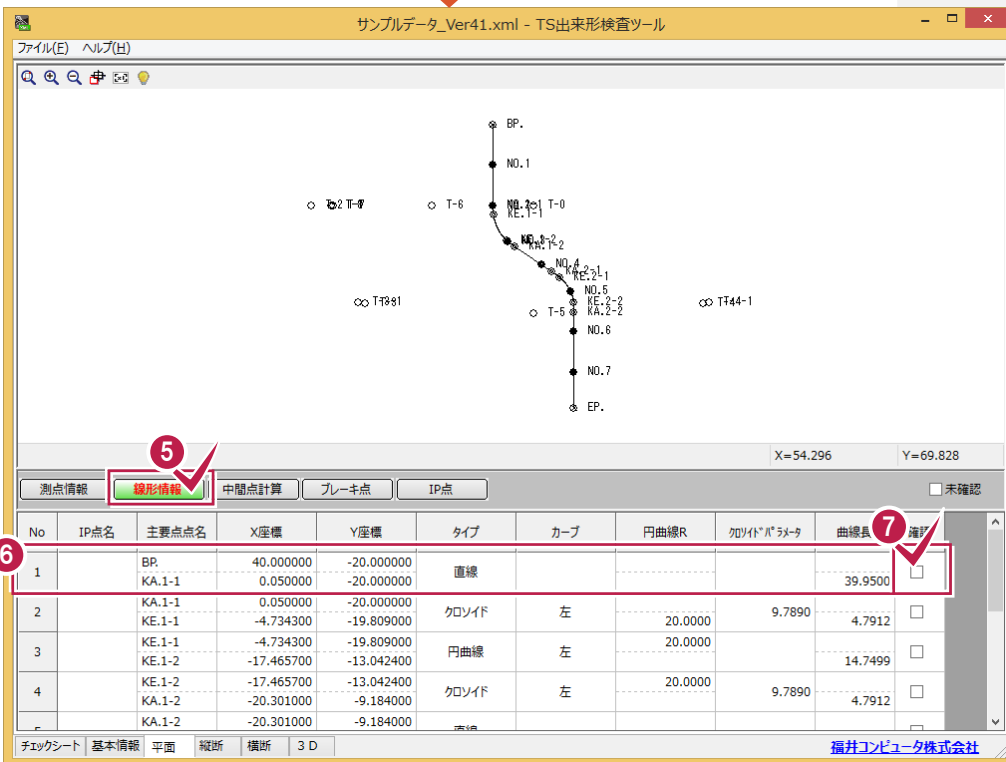 サンプルデータ_Ver41.xml - TS出来形検査ツール
ファイル(F) ヘルプ(H)
BP.
NO.1
T-6
T-0
KE.1-1
KA.1-2
NO.4
KA.2-1
KE.2-1
NO.5
KE.2-2
T-5
KA.2-2
NO.6
NO.7
EP.
X=54.296 Y=69.828
5
測点情報 線形情報 中間点計算 ブレーキ点 IP点 未確認
No IP点名 主要点点名 X座標 Y座標 タイプ カーブ 円曲線R クロソイドパラメータ 曲線長 確認
6 7
1 BP. 40.000000 -20.000000 直線
KA.1-1 0.050000 -20.000000 39.9500
2 KA.1-1 0.050000 -20.000000 クロソイド 左 9.7890
KE.1-1 -4.734300 -19.809000 20.0000 4.7912
3 KE.1-1 -4.734300 -19.809000 円曲線 左 20.0000
KE.1-2 -17.465700 -13.042400 14.7499
4 KE.1-2 -17.465700 -13.042400 クロソイド 左 20.0000 9.7890
KA.1-2 -20.301000 -9.184000 4.7912
KA.1-2 -20.301000 -9.184000
チェックシート 基本情報 平面 縦断 横断 3D 福井コンピュータ株式会社